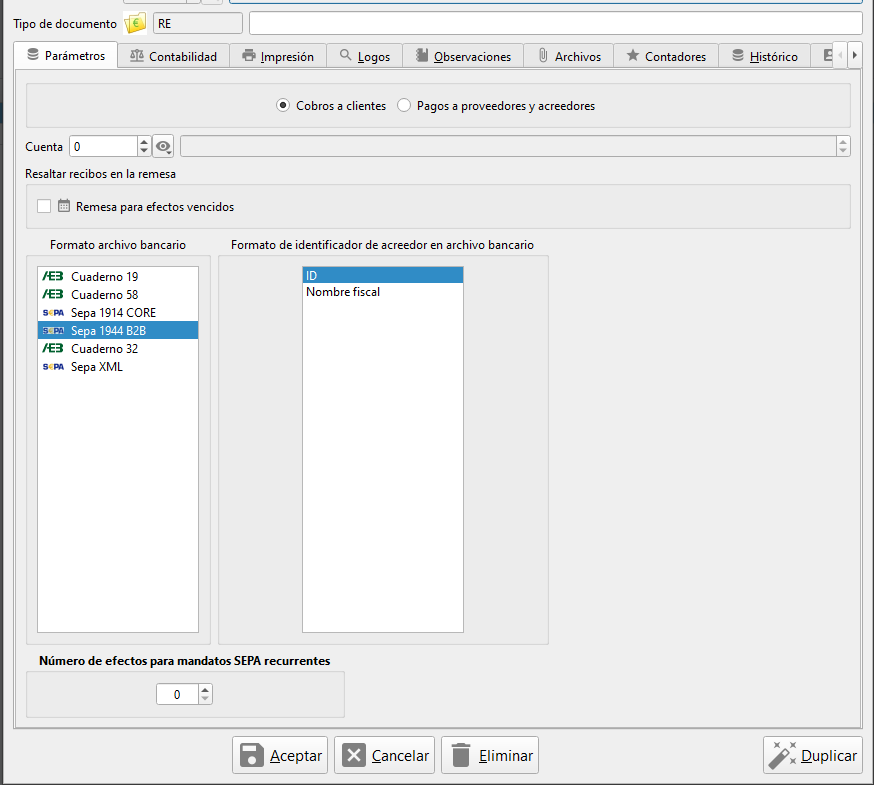 Tipo de documento RE
Parámetros Contabilidad Impresión Logos Observaciones Archivos Contadores Histórico
Cobros a clientes Pagos a proveedores y acreedores
Cuenta 0
Resaltar recibos en la remesa
Remesa para efectos vencidos
Formato archivo bancario Formato de identificador de acreedor en archivo bancario
AEB Cuaderno 19
AEB Cuaderno 58
SEPA Sepa 1914 CORE
SEPA Sepa 1944 B2B
AEB Cuaderno 32
SEPA Sepa XML
ID
Nombre fiscal
Número de efectos para mandatos SEPA recurrentes
0
Aceptar Cancelar Eliminar Duplicar